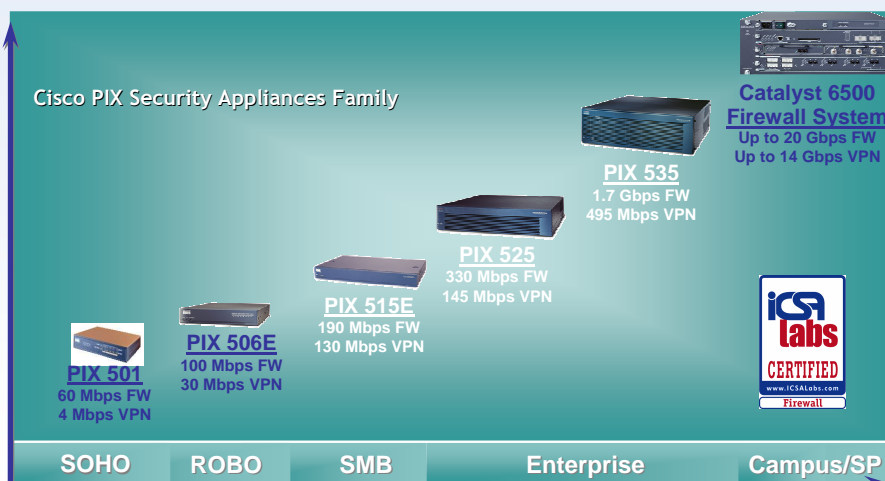 Cisco PIX Security Appliances Family
Catalyst 6500
Firewall System
Up to 20 Gbps FW
Up to 14 Gbps VPN
PIX 535
1.7 Gbps FW
495 Mbps VPN
PIX 525
330 Mbps FW
145 Mbps VPN
PIX 515E
190 Mbps FW
130 Mbps VPN
PIX 506E
100 Mbps FW
30 Mbps VPN
PIX 501
60 Mbps FW
4 Mbps VPN
ICSA
labs
CERTIFIED
www.ICSALabs.com
Firewall
SOHO
ROBO
SMB
Enterprise
Campus/SP